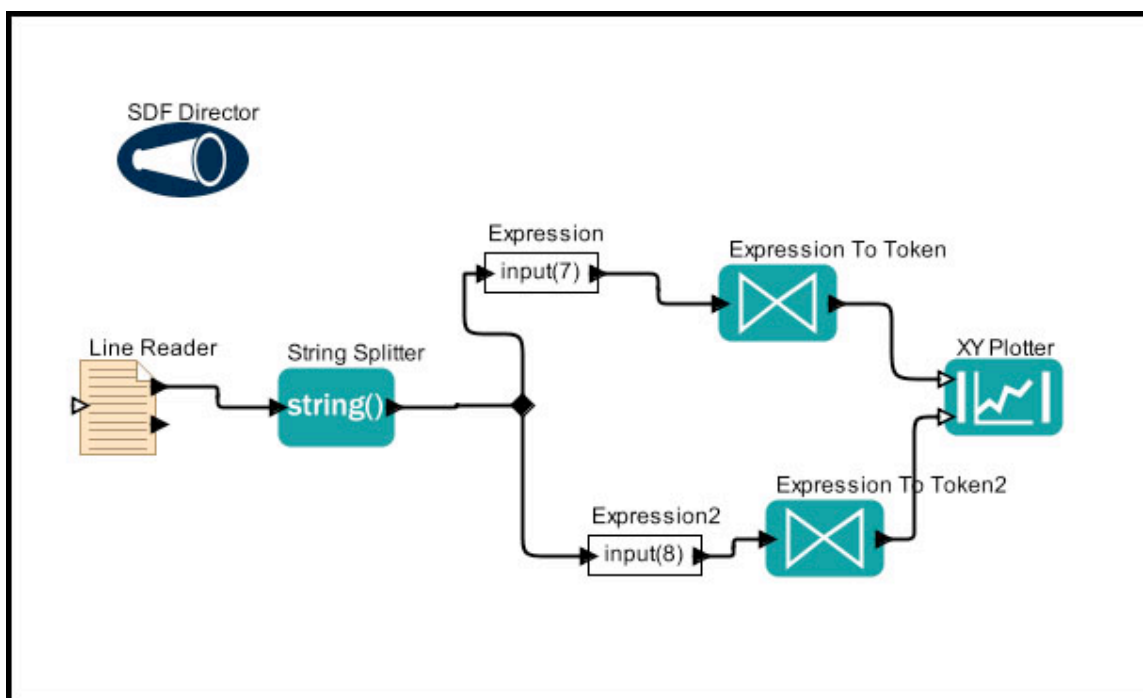 SDF Director
Expression
input(7)
Expression To Token
Line Reader
String Splitter
string()
XY Plotter
Expression To Token2
Expression2
input(8)